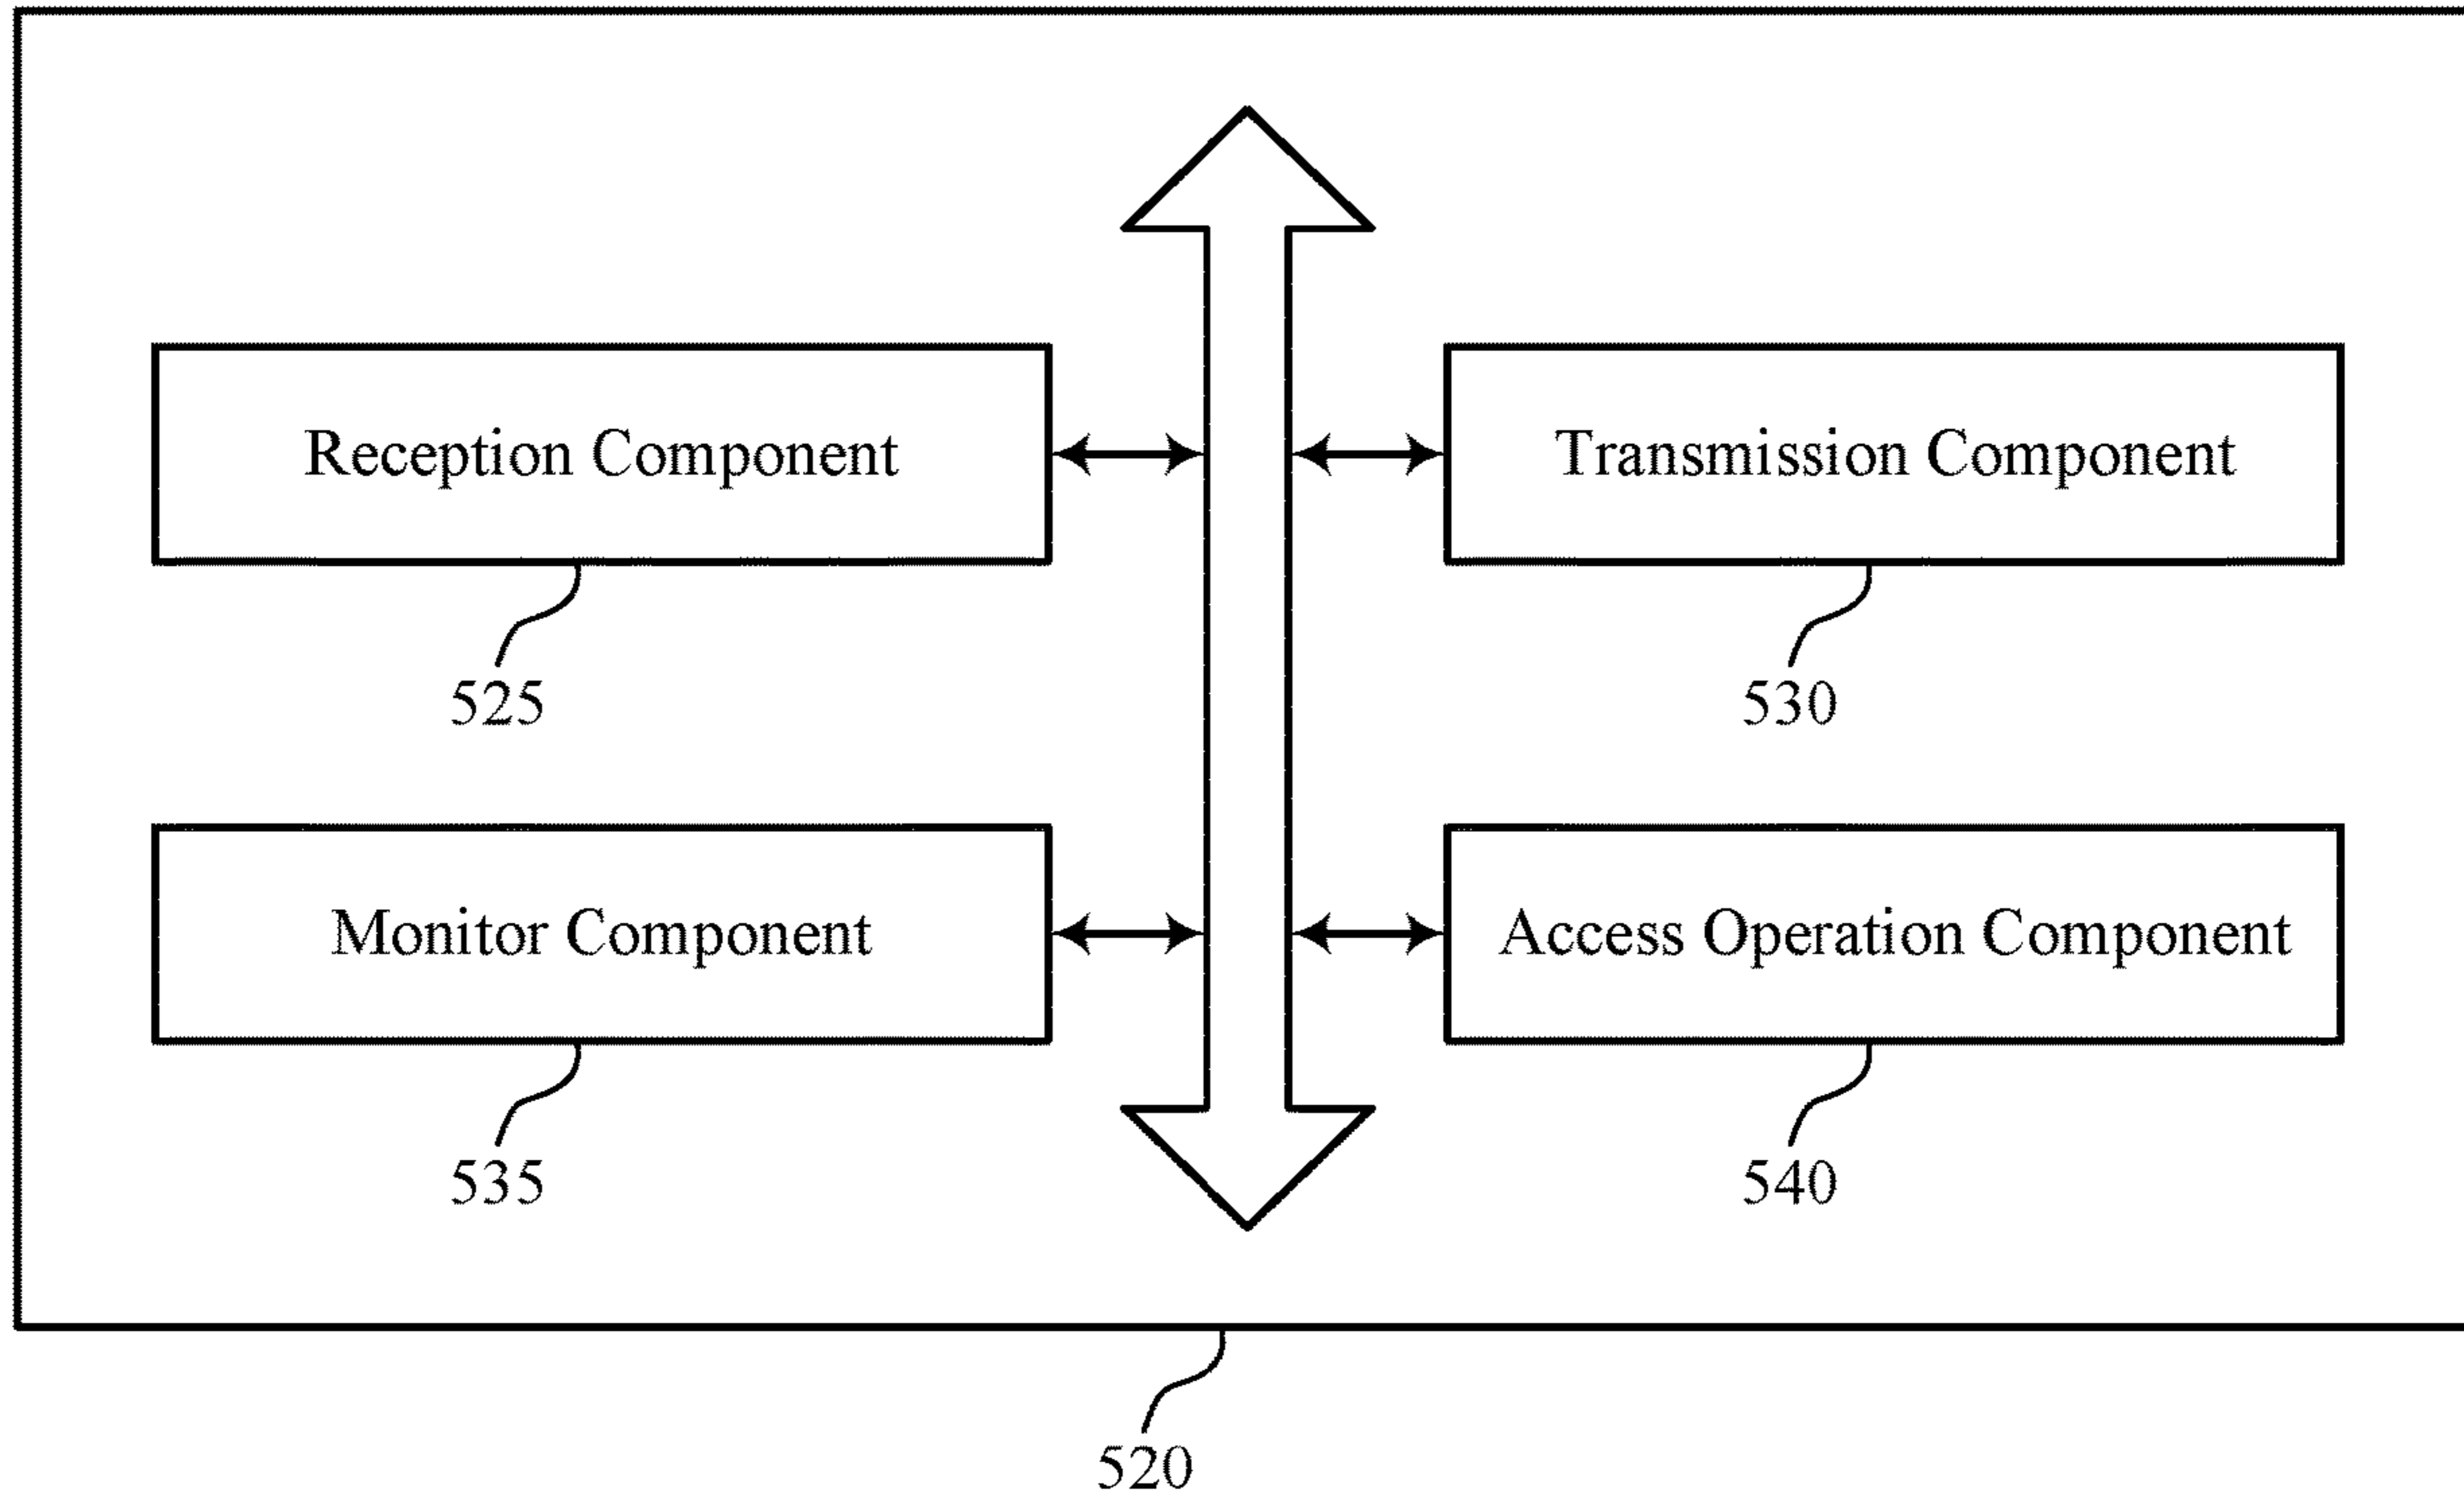 Reception Component
Transmission Component
525
530
Monitor Component
Access Operation Component
535
540
520